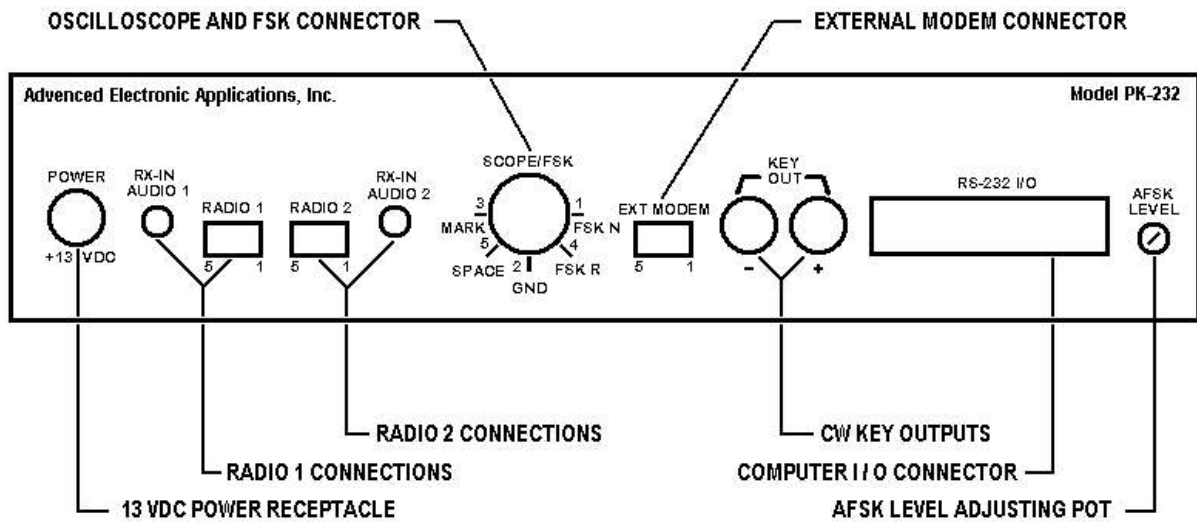 OSCILLOSCOPE AND FSK CONNECTOR
EXTERNAL MODEM CONNECTOR
Advenced Electronic Applications, Inc.
Model PK-232
POWER
+13 VDC
RX-IN
AUDIO 1
RADIO 1
5 1
RADIO 2
5 1
RX-IN
AUDIO 2
SCOPE/FSK
3
MARK
5
SPACE
2
GND
1
FSK N
4
FSK R
EXT MODEM
5 1
KEY
OUT
- +
RS-232 I/O
AFSK
LEVEL
RADIO 2 CONNECTIONS
CW KEY OUTPUTS
RADIO 1 CONNECTIONS
COMPUTER I / O CONNECTOR
13 VDC POWER RECEPTACLE
AFSK LEVEL ADJUSTING POT